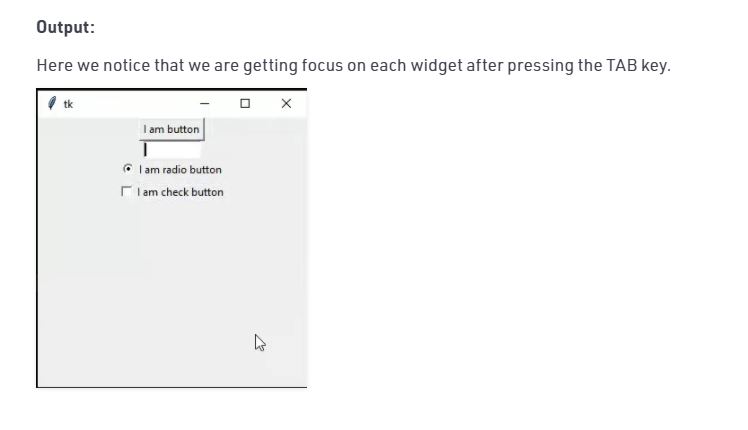 Output:
Here we notice that we are getting focus on each widget after pressing the TAB key.
tk
I am button
I am radio button
I am check button